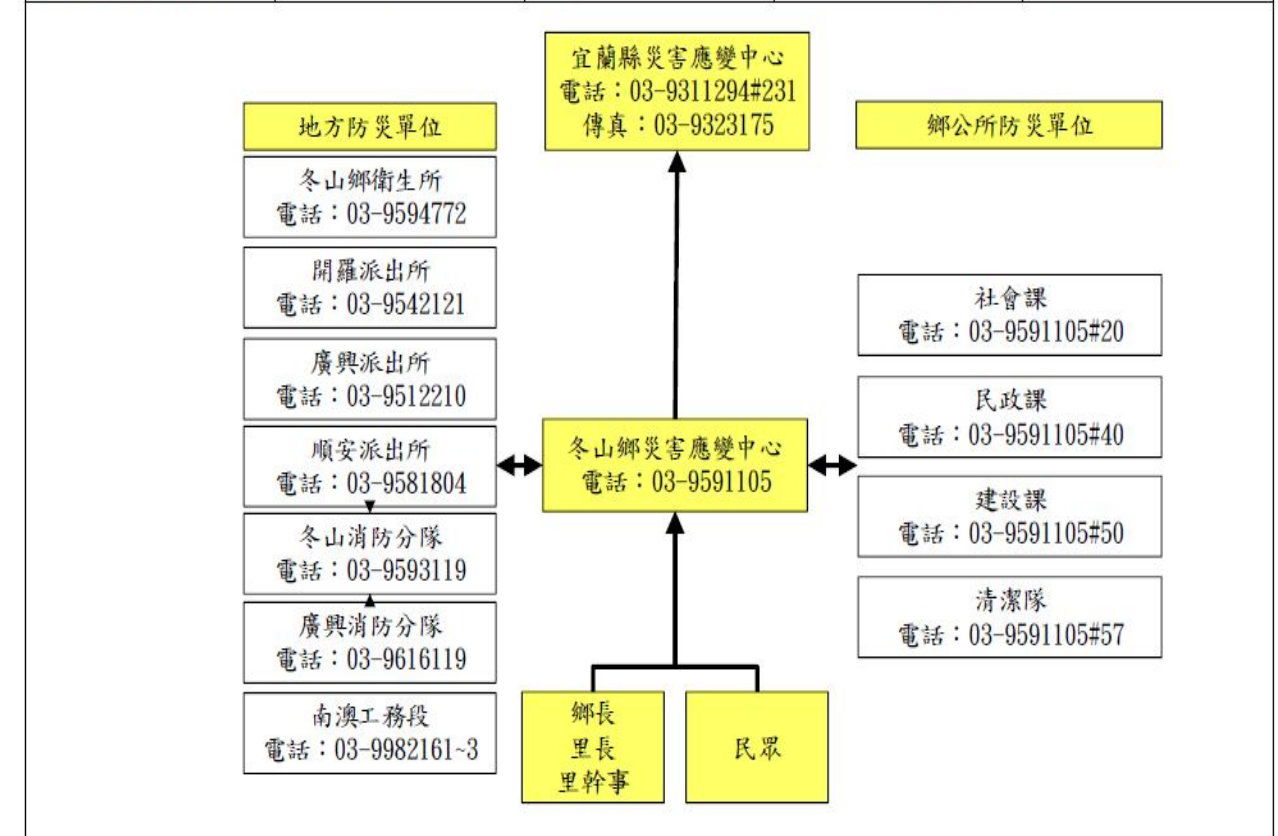 宜蘭縣災害應變中心
電話：03-9311294#231
傳真：03-9323175
地方防災單位
冬山鄉衛生所
電話：03-9594772
開羅派出所
電話：03-9542121
廣興派出所
電話：03-9512210
順安派出所
電話：03-9581804
冬山消防分隊
電話：03-9593119
廣興消防分隊
電話：03-9616119
南澳工務段
電話：03-9982161~3
冬山鄉災害應變中心
電話：03-9591105
鄉長
里長
里幹事
民眾
鄉公所防災單位
社會課
電話：03-9591105#20
民政課
電話：03-9591105#40
建設課
電話：03-9591105#50
清潔隊
電話：03-9591105#57